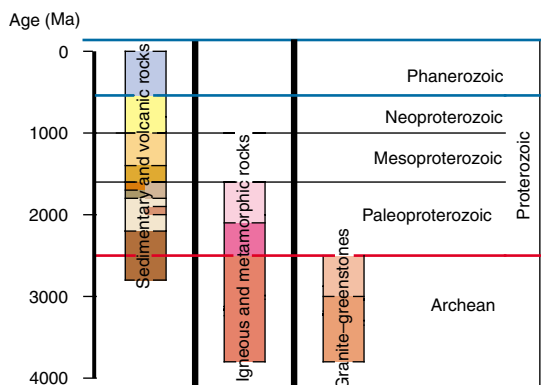 Age (Ma)
0
1000
2000
3000
4000
Sedimentary and volcanic rocks
Igneous and metamorphic rocks
Granite–greenstones
Phanerozoic
Neoproterozoic
Mesoproterozoic
Paleoproterozoic
Archean
Proterozoic